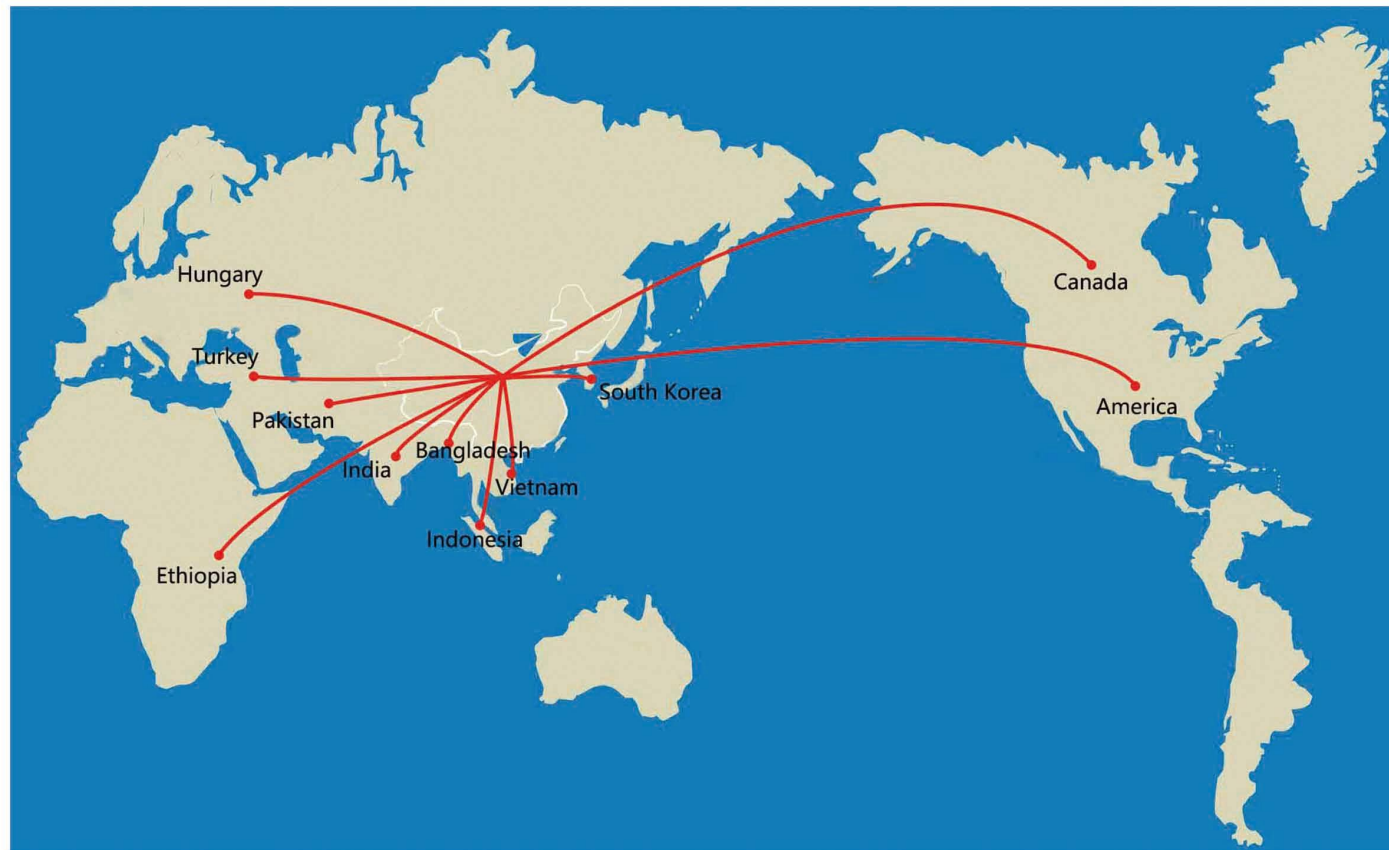 Hungary
Canada
Turkey
South Korea
America
Pakistan
Bangladesh
India
Vietnam
Indonesia
Ethiopia